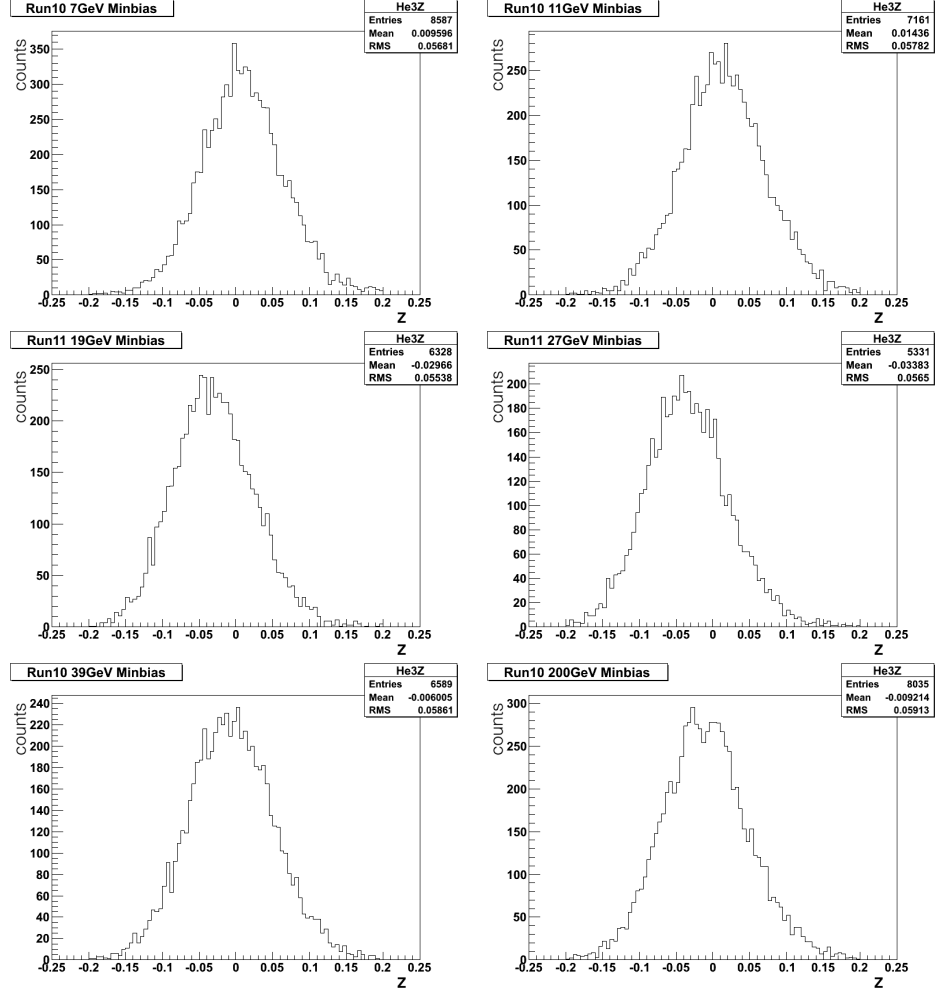 Run10 7GeV Minbias
He3Z
Entries 8587
Mean 0.009596
RMS 0.05681
counts
350
300
250
200
150
100
50
0
-0.25 -0.2 -0.15 -0.1 -0.05 0 0.05 0.1 0.15 0.2 0.25
Z
Run10 11GeV Minbias
He3Z
Entries 7161
Mean 0.01436
RMS 0.05782
counts
250
200
150
100
50
0
-0.25 -0.2 -0.15 -0.1 -0.05 0 0.05 0.1 0.15 0.2 0.25
Z
Run11 19GeV Minbias
He3Z
Entries 6328
Mean -0.02966
RMS 0.05538
counts
250
200
150
100
50
0
-0.25 -0.2 -0.15 -0.1 -0.05 0 0.05 0.1 0.15 0.2 0.25
Z
Run11 27GeV Minbias
He3Z
Entries 5331
Mean -0.03383
RMS 0.0565
counts
200
180
160
140
120
100
80
60
40
20
0
-0.25 -0.2 -0.15 -0.1 -0.05 0 0.05 0.1 0.15 0.2 0.25
Z
Run10 39GeV Minbias
He3Z
Entries 6589
Mean -0.006005
RMS 0.05861
counts
240
220
200
180
160
140
120
100
80
60
40
20
0
-0.25 -0.2 -0.15 -0.1 -0.05 0 0.05 0.1 0.15 0.2 0.25
Z
Run10 200GeV Minbias
He3Z
Entries 8035
Mean -0.009214
RMS 0.05913
counts
300
250
200
150
100
50
0
-0.25 -0.2 -0.15 -0.1 -0.05 0 0.05 0.1 0.15 0.2 0.25
Z